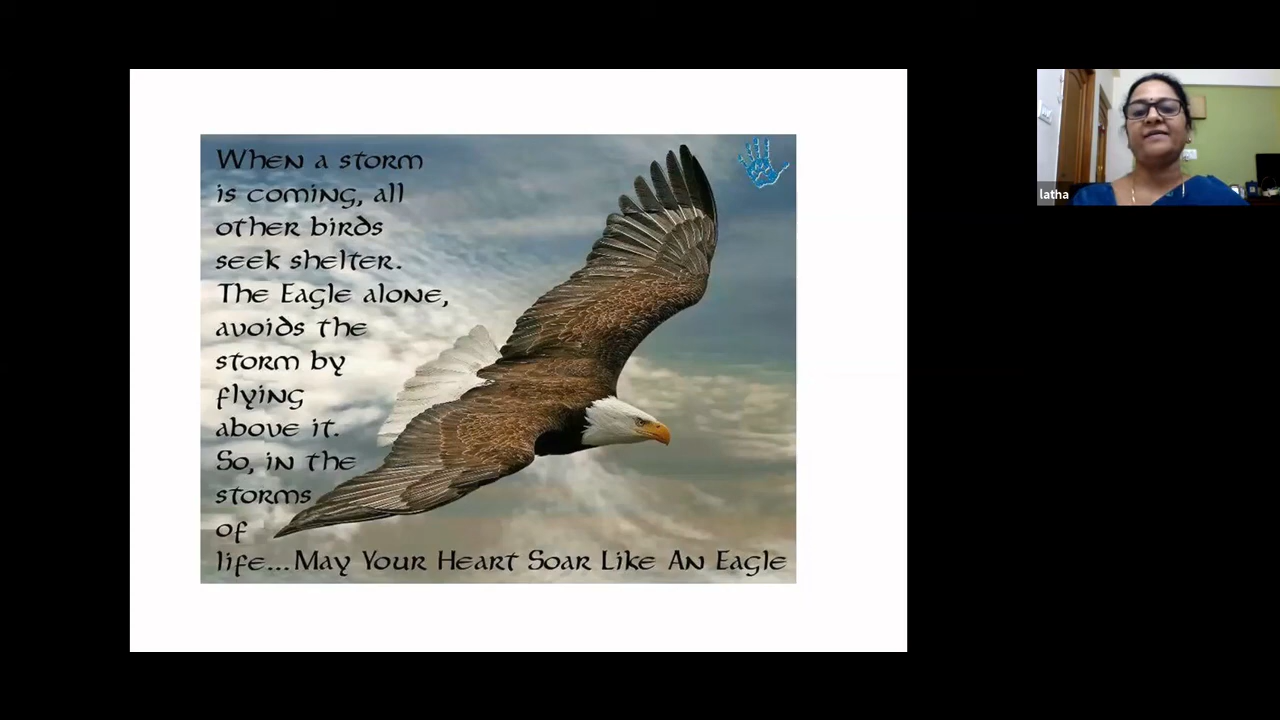 When a storm
is coming, all
other birds
seek shelter.
The Eagle alone,
avoids the
storm by
flying
above it.
So, in the
storms
of
life...May Your Heart Soar Like An Eagle
latha